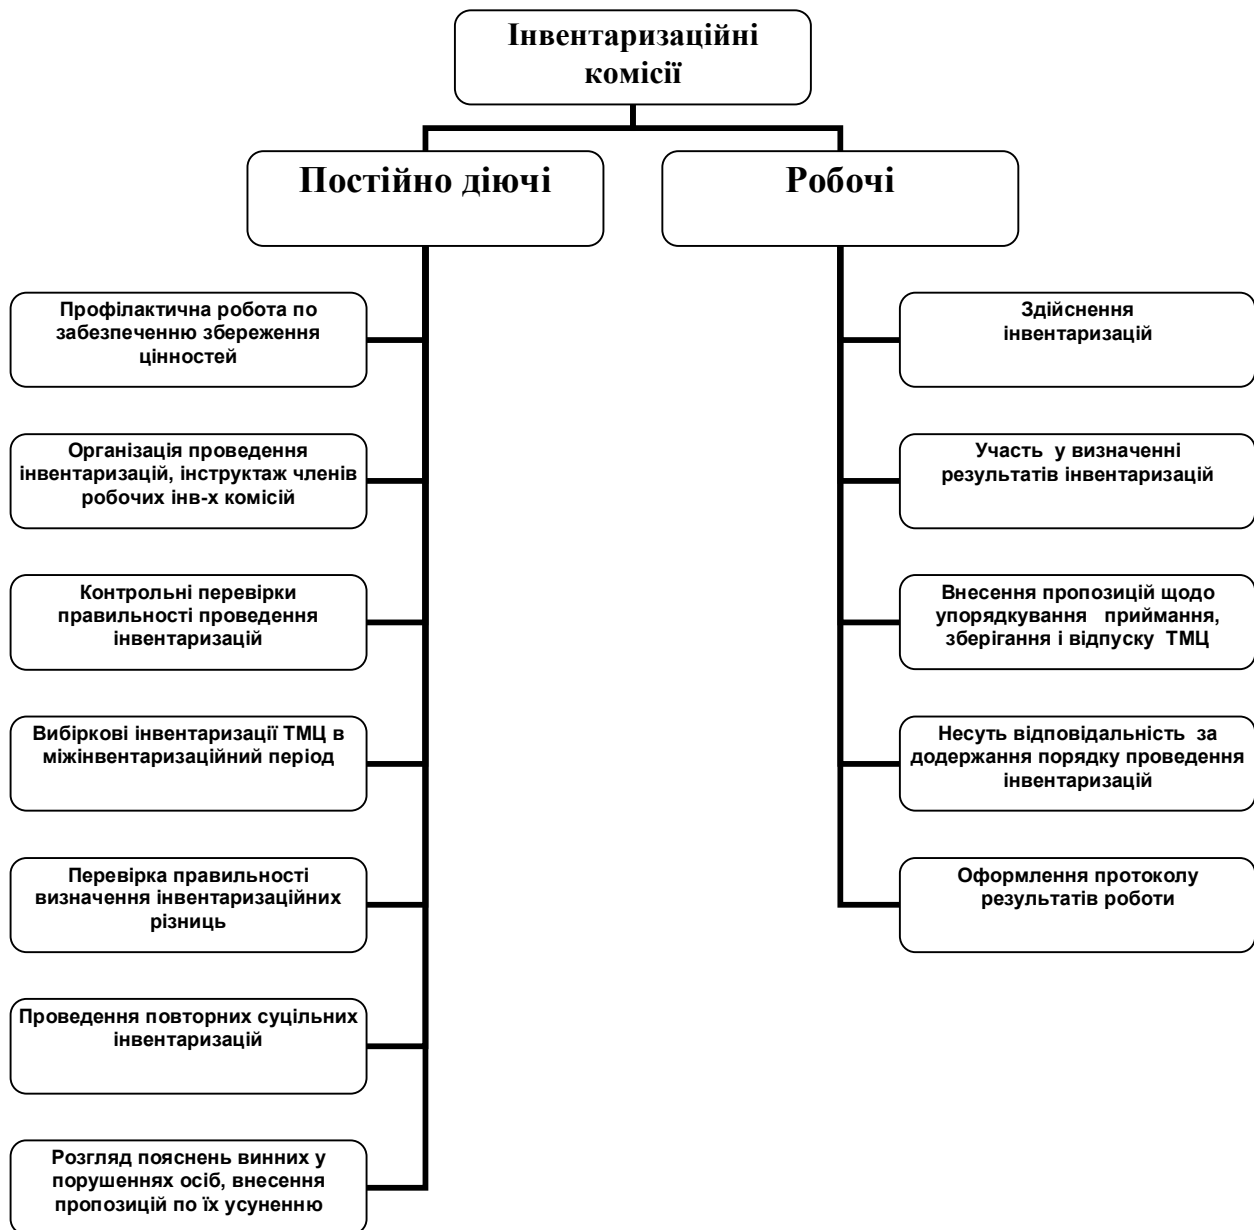 Інвентаризаційні
комісії
Постійно діючі
Робочі
Профілактична робота по
забезпеченню збереження
цінностей
Організація проведення
інвентаризацій, інструктаж членів
робочих інв-х комісій
Контрольні перевірки
правильності проведення
інвентаризацій
Вибіркові інвентаризації ТМЦ в
міжінвентаризаційний період
Перевірка правильності
визначення інвентаризаційних
різниць
Проведення повторних суцільних
інвентаризацій
Розгляд пояснень винних у
порушеннях осіб, внесення
пропозицій по їх усуненню
Здійснення
інвентаризацій
Участь у визначенні
результатів інвентаризацій
Внесення пропозицій щодо
упорядкування приймання,
зберігання і відпуску ТМЦ
Несуть відповідальність за
додержання порядку проведення
інвентаризацій
Оформлення протоколу
результатів роботи